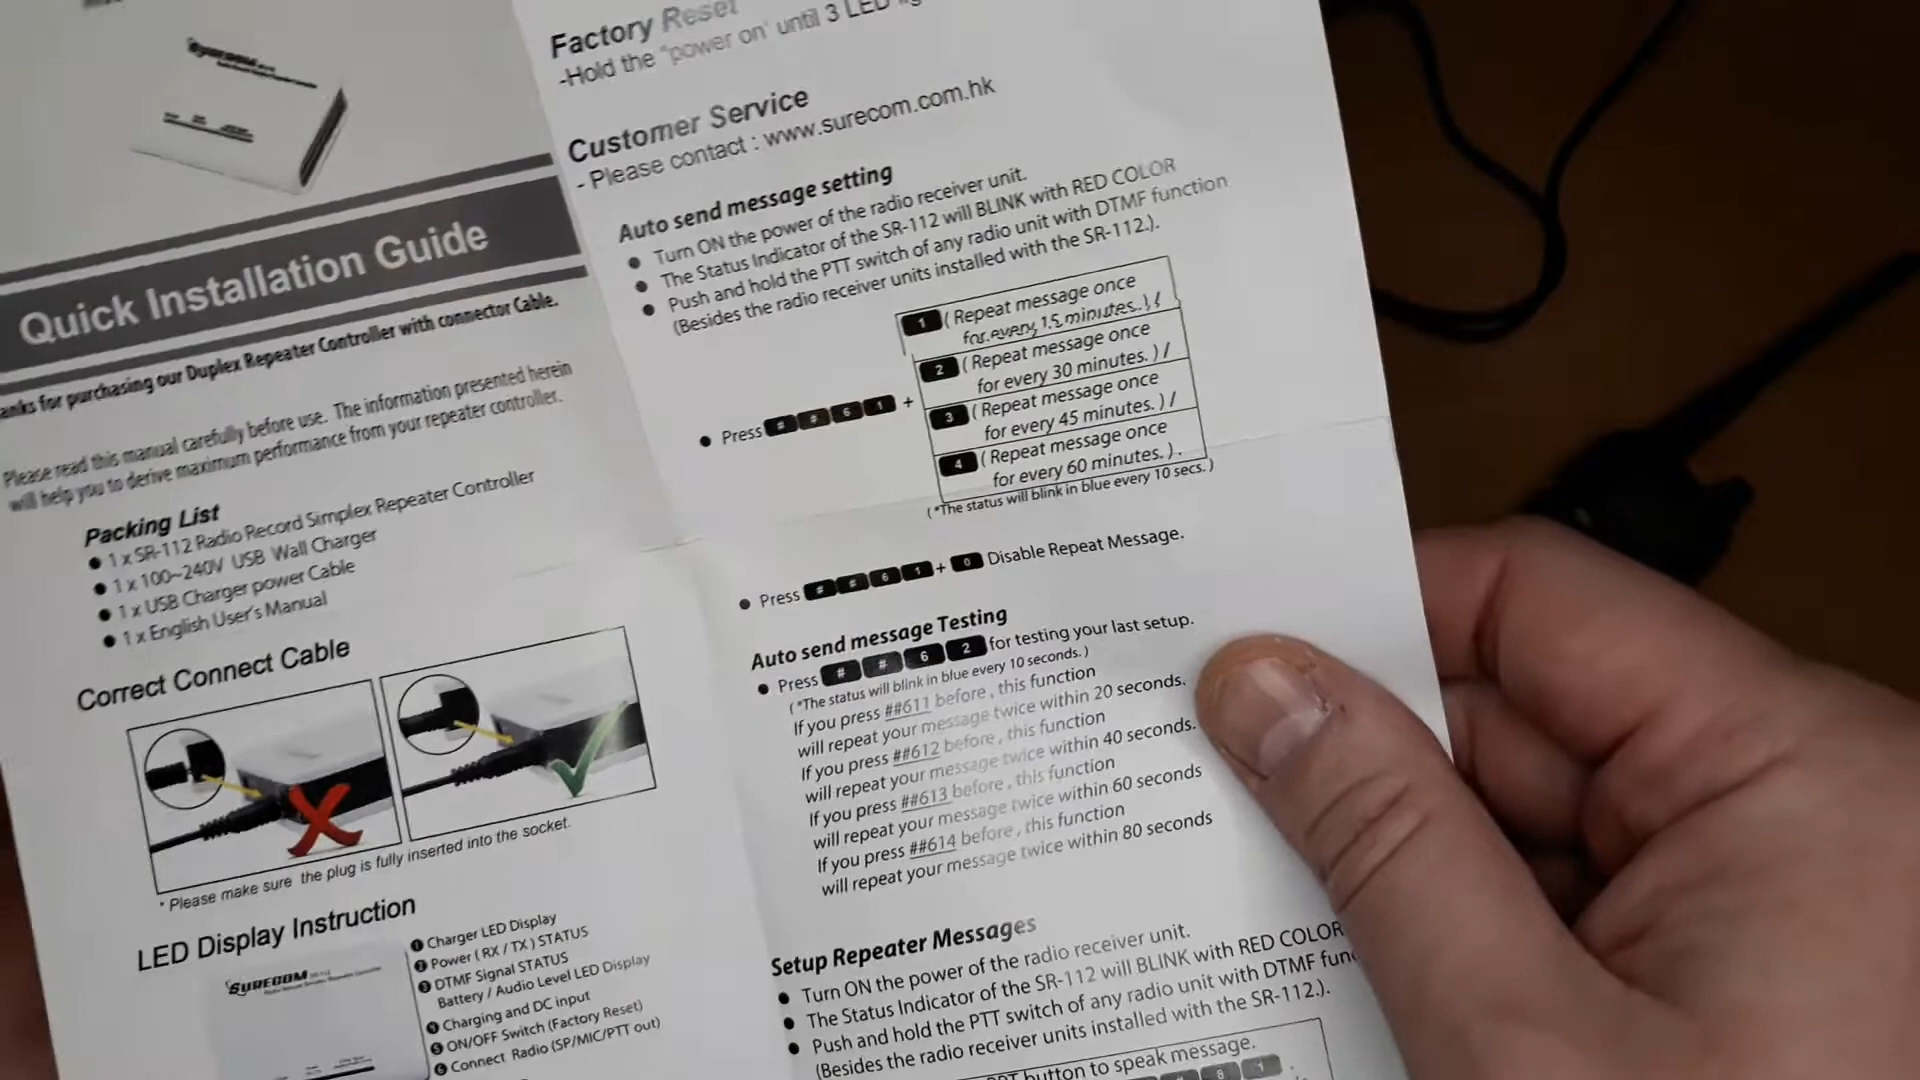 Quick Installation Guide
anks for purchasing our Duplex Repeater Controller with connector Cable.
Please read this manual carefully before use. The information presented herein
will help you to derive maximum performance from your repeater controller.
Packing List
● 1 x SR-112 Radio Record Simplex Repeater Controller
● 1 x 100~240V USB Wall Charger
● 1 x USB Charger power Cable
● 1 x English User's Manual
Correct Connect Cable
* Please make sure the plug is fully inserted into the socket.
LED Display Instruction
SURECOM
1 Charger LED Display
2 Power ( RX / TX ) STATUS
3 DTMF Signal STATUS
Battery / Audio Level LED Display
4 Charging and DC input
5 ON/OFF Switch (Factory Reset)
6 Connect Radio (SP/MIC/PTT out)
Factory Reset
-Hold the "power on' until 3 LED
Customer Service
- Please contact : www.surecom.com.hk
Auto send message setting
● Turn ON the power of the radio receiver unit.
● The Status Indicator of the SR-112 will BLINK with RED COLOR
● Push and hold the PTT switch of any radio unit with DTMF function
(Besides the radio receiver units installed with the SR-112.).
● Press # # 6 1 +
1 ( Repeat message once
for every 15 minutes. ) /
2 ( Repeat message once
for every 30 minutes. ) /
3 ( Repeat message once
for every 45 minutes. ) /
4 ( Repeat message once
for every 60 minutes. ) .
( *The status will blink in blue every 10 secs. )
● Press # # 6 1 + 0 Disable Repeat Message.
Auto send message Testing
● Press # # 6 2 for testing your last setup.
( *The status will blink in blue every 10 seconds. )
If you press ##611 before , this function
will repeat your message twice within 20 seconds.
If you press ##612 before , this function
will repeat your message twice within 40 seconds.
If you press ##613 before , this function
will repeat your message twice within 60 seconds
If you press ##614 before , this function
will repeat your message twice within 80 seconds
Setup Repeater Messages
● Turn ON the power of the radio receiver unit.
● The Status Indicator of the SR-112 will BLINK with RED COLOR
● Push and hold the PTT switch of any radio unit with DTMF func
(Besides the radio receiver units installed with the SR-112.).
button to speak message.
8 1